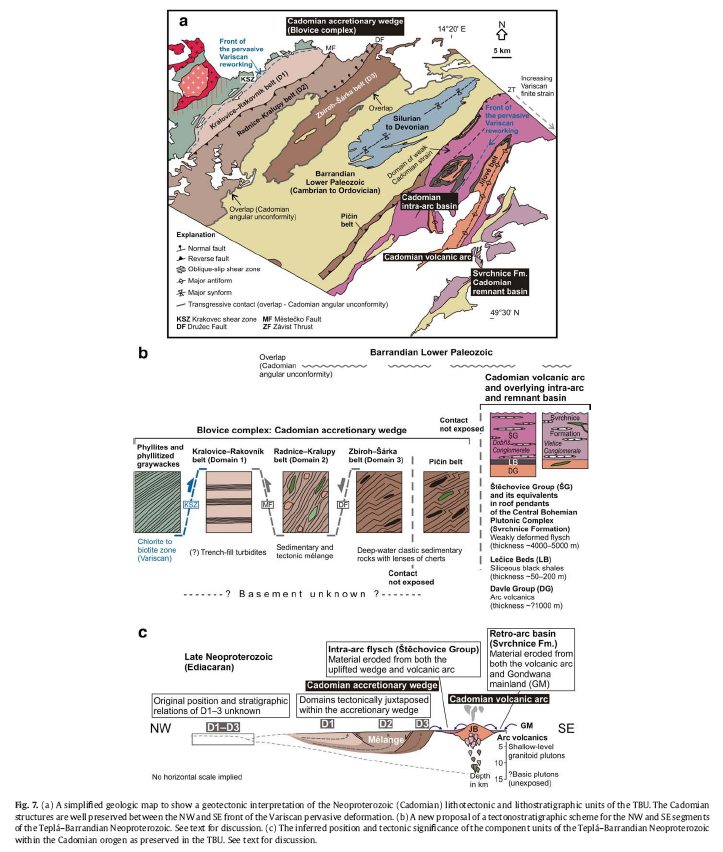 a
Cadomian accretionary wedge
(Blovice complex)
14°20' E
N
5 km
Front of
the pervasive
Variscan
reworking
MF
DF
KSZ
Kralovice–Rakovník belt (D1)
Radnice–Kralupy belt (D2)
Zbiroh–Šárka belt (D3)
Overlap
Silurian
to Devonian
ZT
Increasing
Variscan
finite strain
Front of
the pervasive
Variscan
reworking
Domain of weak
Cadomian strain
Jílové belt
Barrandian
Lower Paleozoic
(Cambrian to Ordovician)
Overlap (Cadomian
angular unconformity)
Pičín
belt
Cadomian
intra-arc basin
Cadomian volcanic arc
Svrchnice Fm.
Cadomian
remnant basin
49°30' N
Explanation
Normal fault
Reverse fault
Oblique-slip shear zone
Major antiform
Major synform
Transgressive contact (overlap - Cadomian angular unconformity)
KSZ Krakovec shear zone MF Městečko Fault
DF Družec Fault ZF Závist Thrust
b
Overlap
(Cadomian
angular unconformity)
Barrandian Lower Paleozoic
Cadomian volcanic arc
and overlying intra-arc
and remnant basin
Blovice complex: Cadomian accretionary wedge
Contact
not exposed
Phyllites and
phyllitized
graywackes
Kralovice–Rakovník
belt (Domain 1)
Radnice–Kralupy
belt (Domain 2)
Zbiroh–Šárka
belt (Domain 3)
Pičín belt
KSZ
MF
DF
ŠG
Dobříš
Conglomerate
LB
DG
Svrchnice
Formation
Vletice
Conglomerate
Chlorite to
biotite zone
(Variscan)
(?) Trench-fill turbidites
Sedimentary and
tectonic mélange
Deep-water clastic sedimentary
rocks with lenses of cherts
Contact
not exposed
- - - - - - - ? Basement unknown ? - - - - - - -
Štěchovice Group (ŠG)
and its equivalents
in roof pendants
of the Central Bohemian
Plutonic Complex
(Svrchnice Formation)
Weakly deformed flysch
(thickness ~4000–5000 m)
Lečice Beds (LB)
Siliceous black shales
(thickness ~50–200 m)
Davle Group (DG)
Arc volcanics
(thickness ~?1000 m)
c
Late Neoproterozoic
(Ediacaran)
Intra-arc flysch (Štěchovice Group)
Material eroded from both the
uplifted wedge and volcanic arc
Retro-arc basin
(Svrchnice Fm.)
Material eroded from
both the volcanic arc
and Gondwana
mainland (GM)
Cadomian accretionary wedge
Cadomian volcanic arc
Original position and stratigraphic
relations of D1–3 unknown
Domains tectonically juxtaposed
within the accretionary wedge
NW
D1–D3
D1
D2
D3
Mélange
JB
GM
SE
Arc volcanics
5
Shallow-level
granitoid plutons
10
?Basic plutons
(unexposed)
15
Depth
in km
No horizontal scale implied
Fig. 7. (a) A simplified geologic map to show a geotectonic interpretation of the Neoproterozoic (Cadomian) lithotectonic and lithostratigraphic units of the TBU. The Cadomian
structures are well preserved between the NW and SE front of the Variscan pervasive deformation. (b) A new proposal of a tectonostratigraphic scheme for the NW and SE segments
of the Teplá–Barrandian Neoproterozoic. See text for discussion. (c) The inferred position and tectonic significance of the component units of the Teplá–Barrandian Neoproterozoic
within the Cadomian orogen as preserved in the TBU. See text for discussion.